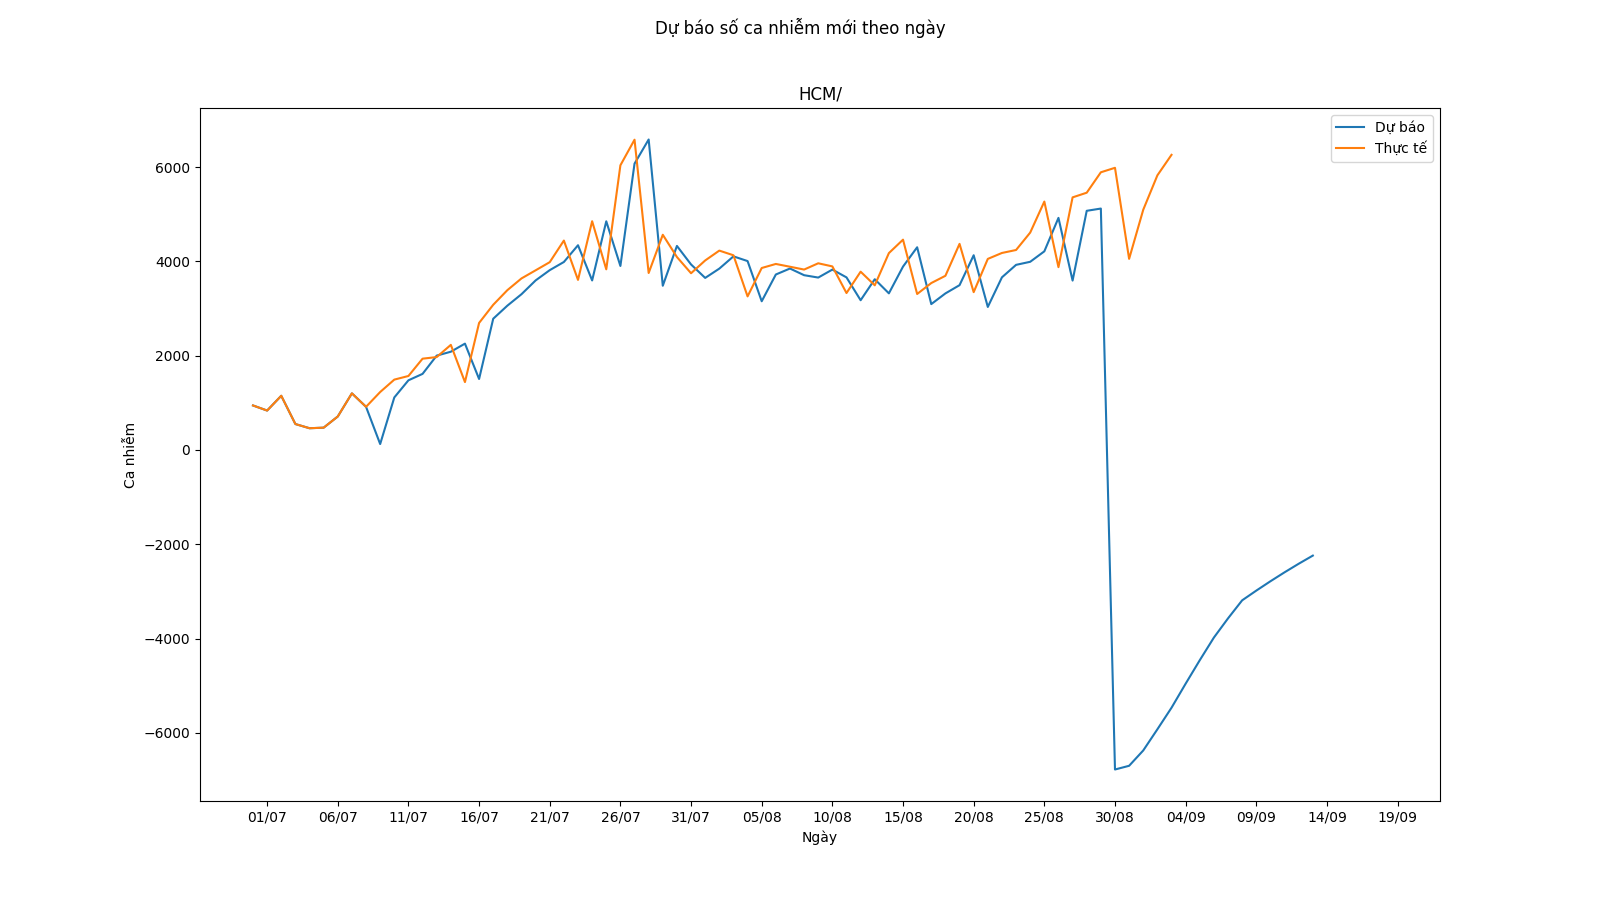 Dự báo số ca nhiễm mới theo ngày
HCM/
Dự báo
Thực tế
6000
4000
2000
0
−2000
−4000
−6000
Ca nhiễm
01/07 06/07 11/07 16/07 21/07 26/07 31/07 05/08 10/08 15/08 20/08 25/08 30/08 04/09 09/09 14/09 19/09
Ngày